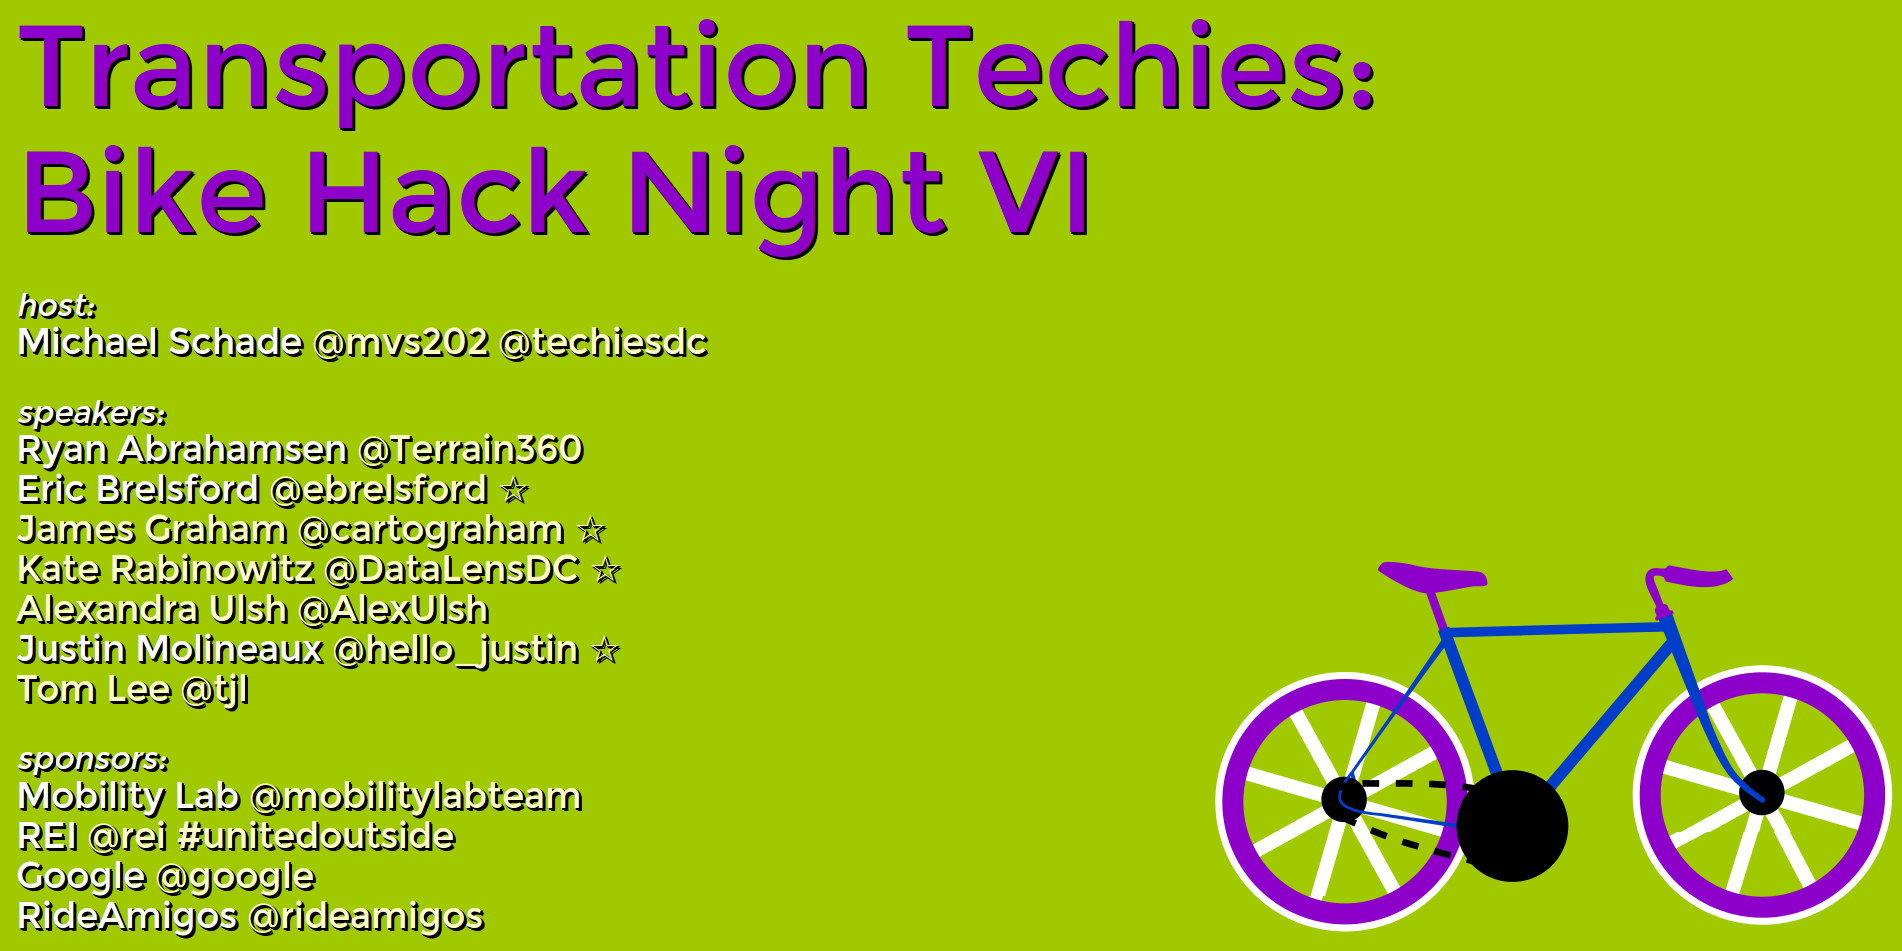 Transportation Techies:
Bike Hack Night VI
host:
Michael Schade @mvs202 @techiesdc
speakers:
Ryan Abrahamsen @Terrain360
Eric Brelsford @ebrelsford ☆
James Graham @cartograham ☆
Kate Rabinowitz @DataLensDC ☆
Alexandra Ulsh @AlexUlsh
Justin Molineaux @hello_justin ☆
Tom Lee @tjl
sponsors:
Mobility Lab @mobilitylabteam
REI @rei #unitedoutside
Google @google
RideAmigos @rideamigos